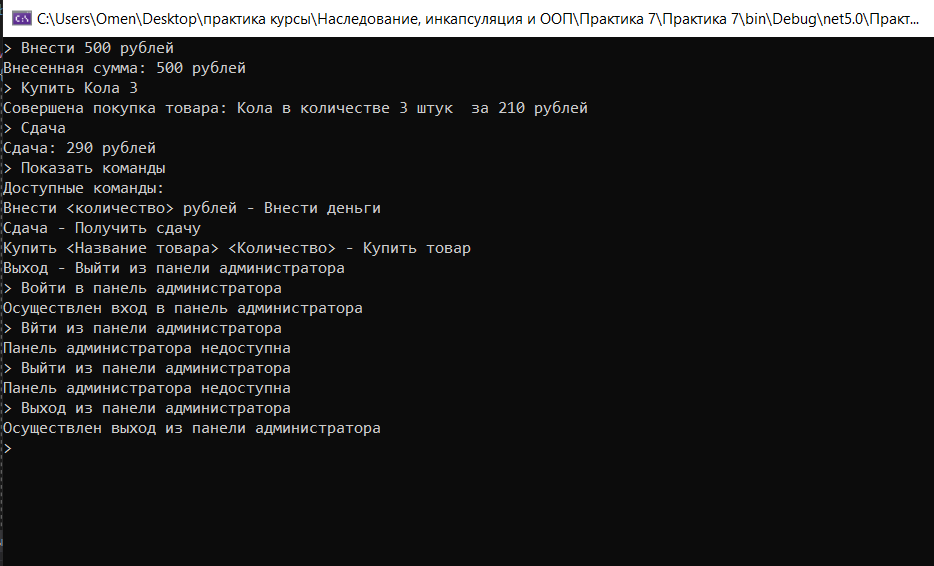 C:\Users\Omen\Desktop\практика курсы\Наследование, инкапсуляция и ООП\Практика 7\Практика 7\bin\Debug\net5.0\Практ...
> Внести 500 рублей
Внесенная сумма: 500 рублей
> Купить Кола 3
Совершена покупка товара: Кола в количестве 3 штук  за 210 рублей
> Сдача
Сдача: 290 рублей
> Показать команды
Доступные команды:
Внести <количество> рублей - Внести деньги
Сдача - Получить сдачу
Купить <Название товара> <Количество> - Купить товар
Выход - Выйти из панели администратора
> Войти в панель администратора
Осуществлен вход в панель администратора
> Вйти из панели администратора
Панель администратора недоступна
> Выйти из панели администратора
Панель администратора недоступна
> Выход из панели администратора
Осуществлен выход из панели администратора
>